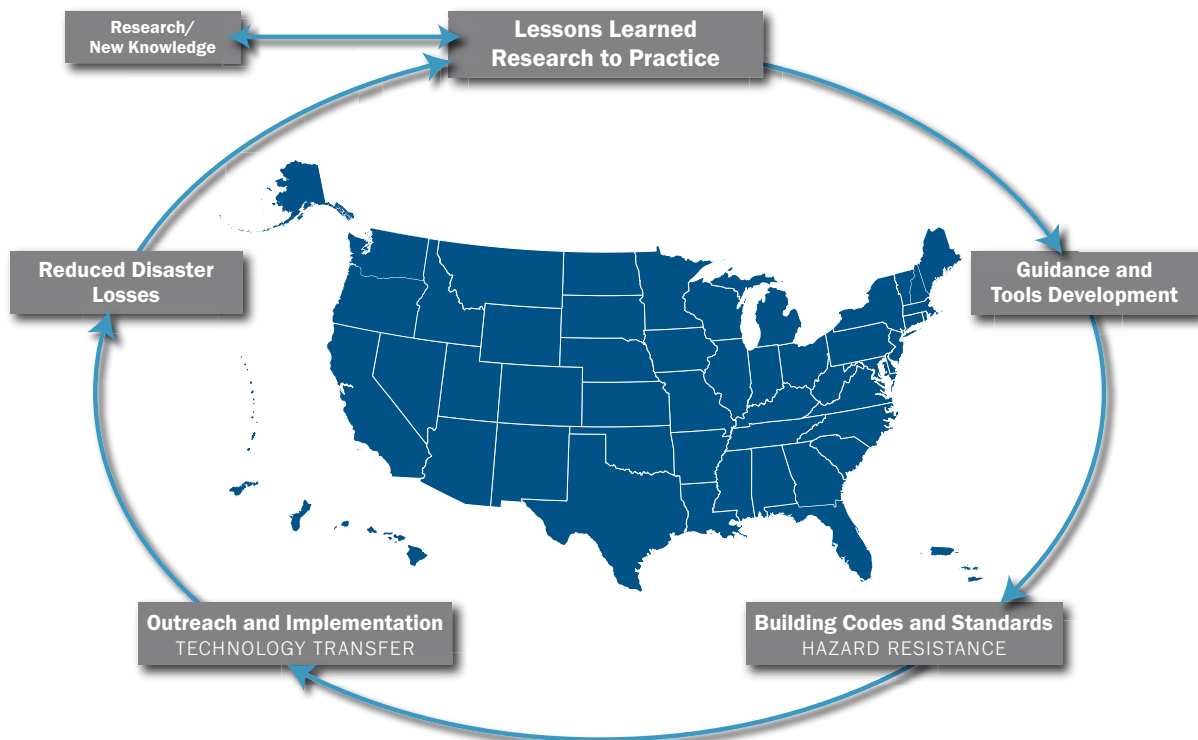 Research/
New Knowledge
Lessons Learned
Research to Practice
Guidance and
Tools Development
Building Codes and Standards
HAZARD RESISTANCE
Outreach and Implementation
TECHNOLOGY TRANSFER
Reduced Disaster
Losses